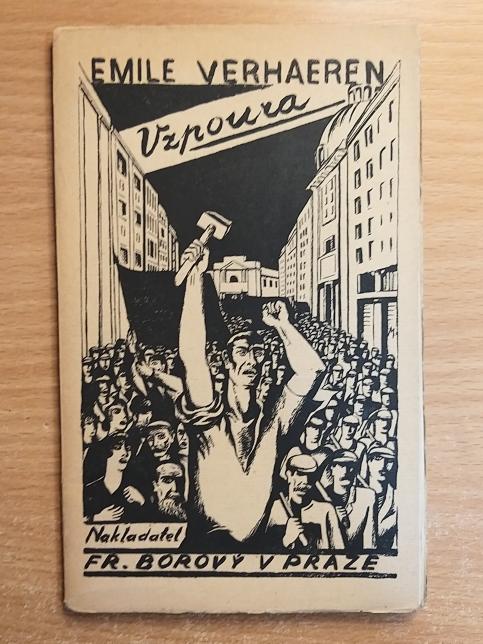 EMILE VERHAEREN
Vzpoura
Nakladatel
FR. BOROVÝ V PRAZE